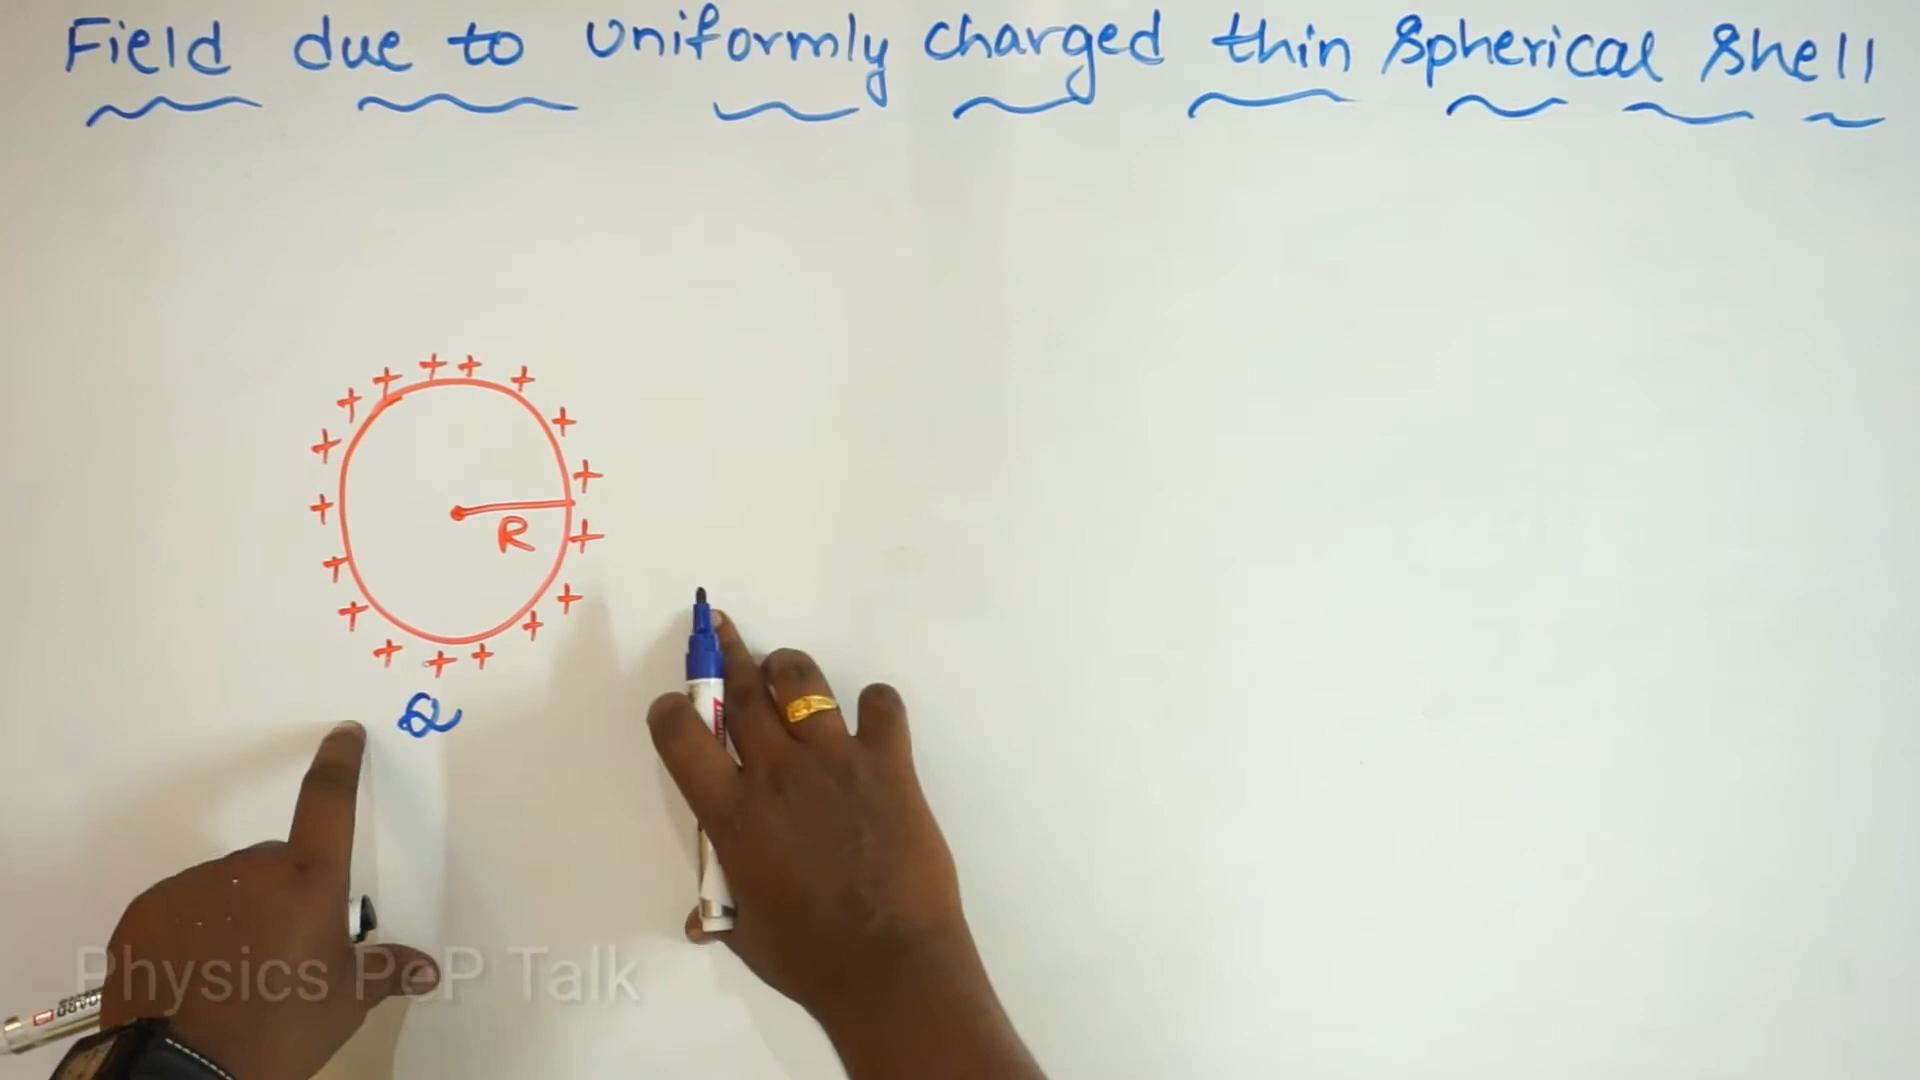 Field due to uniformly charged thin spherical shell
+ + + + + + + + + + + + + + + + + + + +
R
Q
Physics PeP Talk